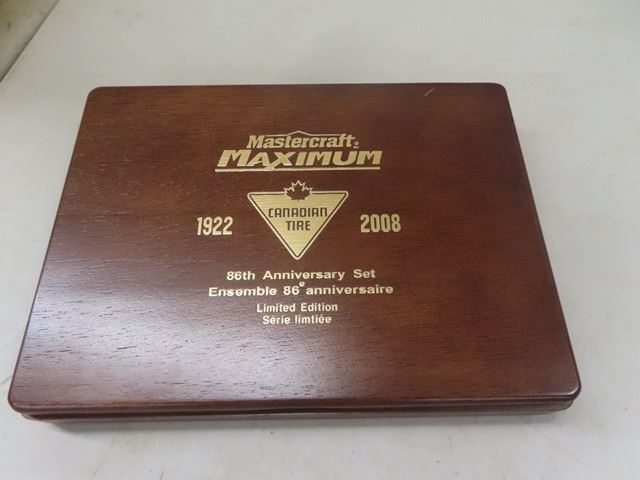 Mastercraft®
MAXIMUM
1922 CANADIAN TIRE 2008
86th Anniversary Set
Ensemble 86e anniversaire
Limited Edition
Série limtiée